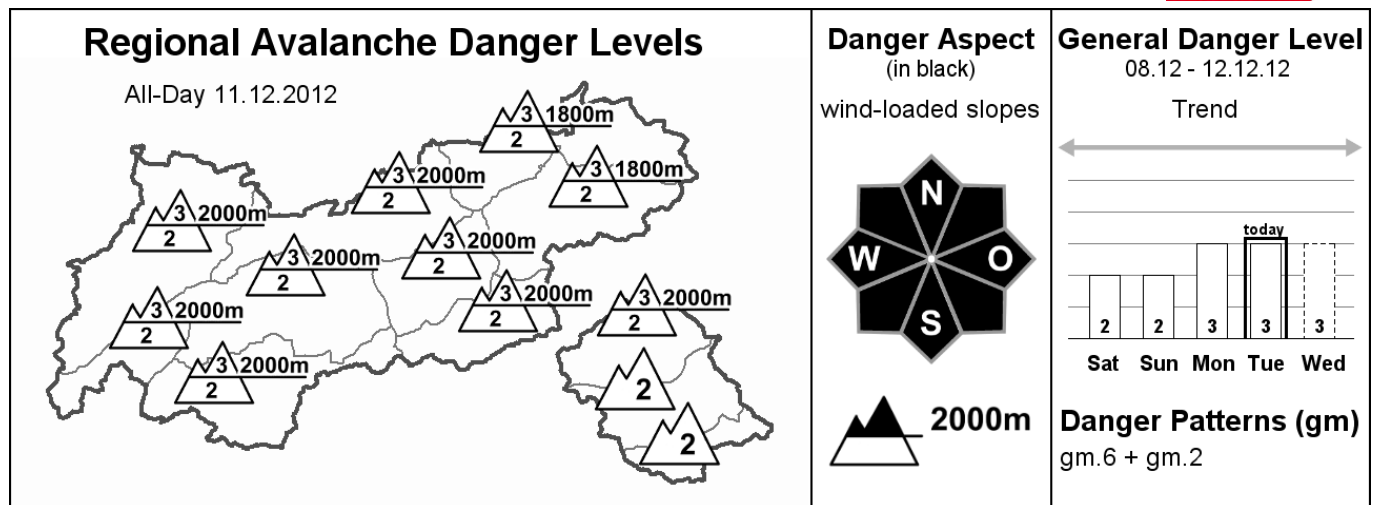 Regional Avalanche Danger Levels
All-Day 11.12.2012
3 1800m
2
3 1800m
2
3 2000m
2
3 2000m
2
3 2000m
2
3 2000m
2
3 2000m
2
3 2000m
2
3 2000m
2
3 2000m
2
2
2
Danger Aspect
(in black)
wind-loaded slopes
N
W O
S
2000m
General Danger Level
08.12 - 12.12.12
Trend
today
2 2 3 3 3
Sat Sun Mon Tue Wed
Danger Patterns (gm)
gm.6 + gm.2